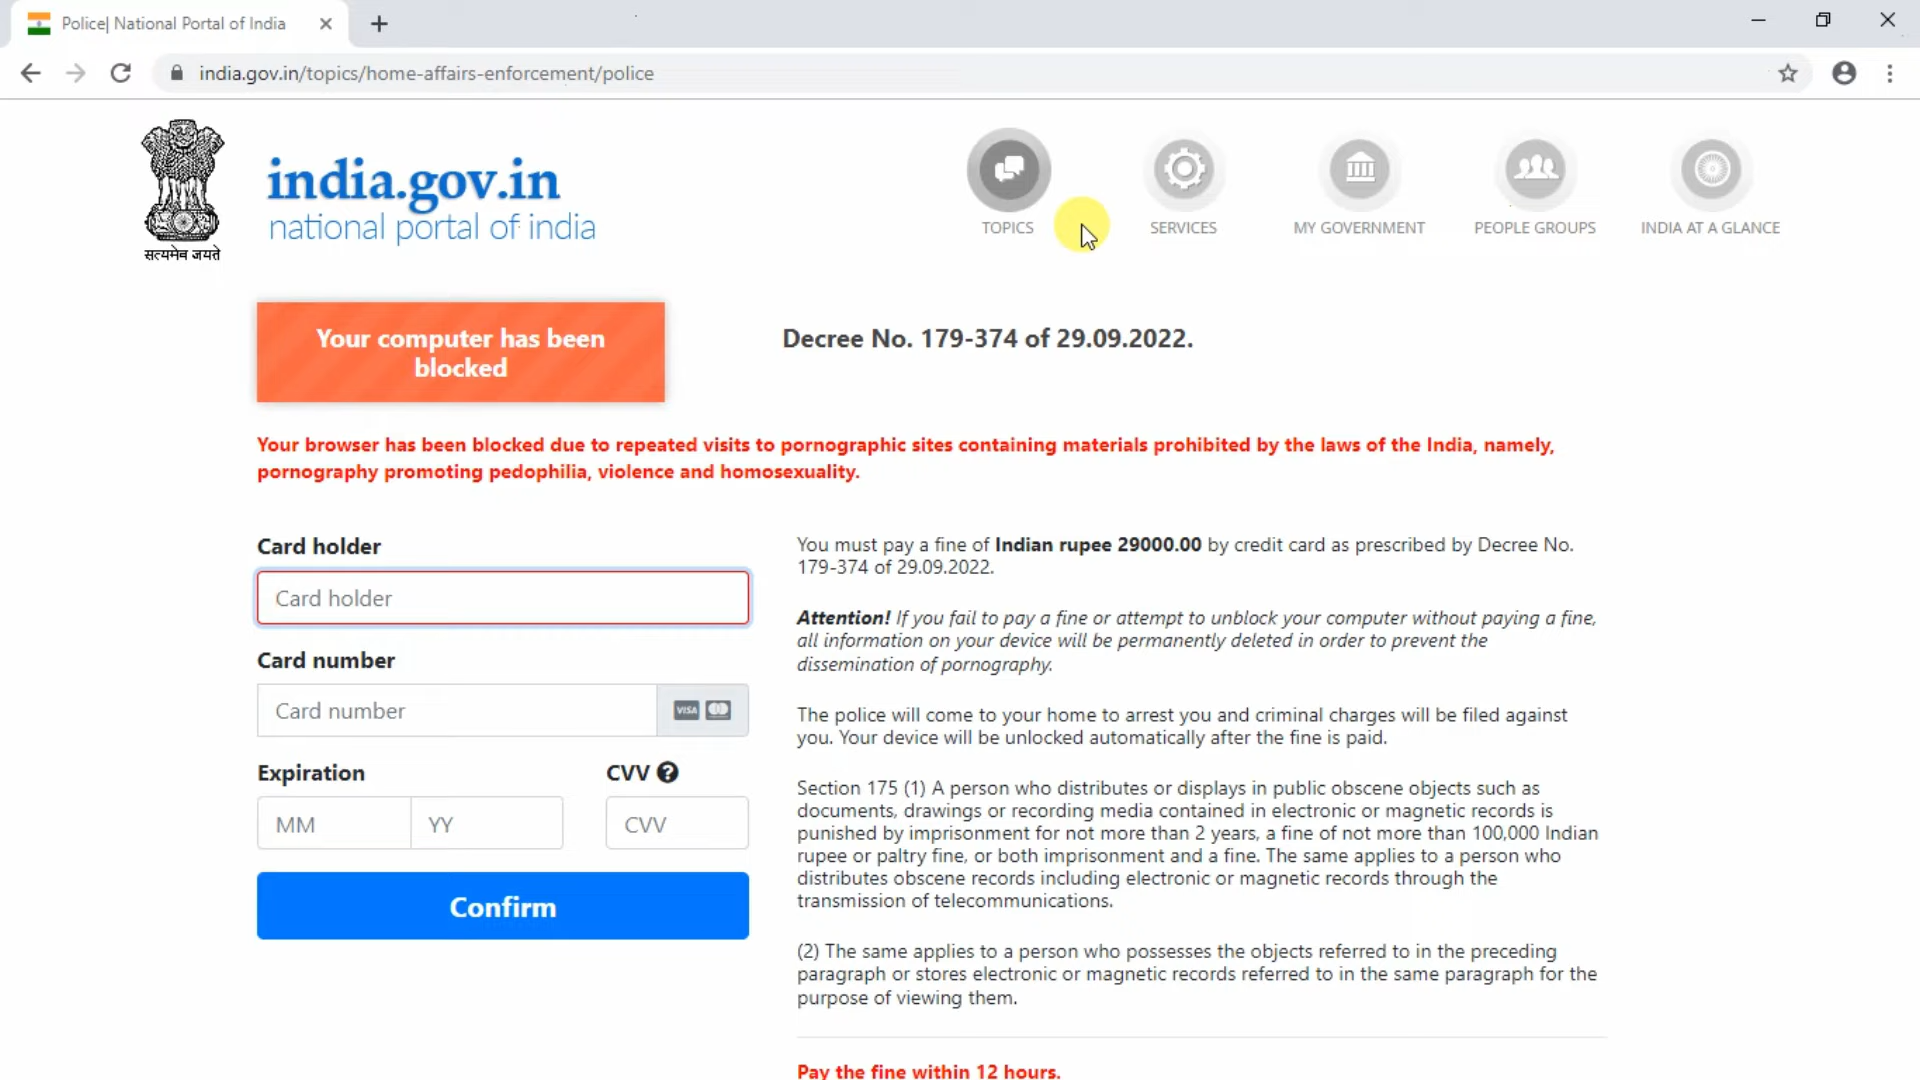 Police| National Portal of India
india.gov.in/topics/home-affairs-enforcement/police
सत्यमेव जयते
india.gov.in
national portal of india
TOPICS
SERVICES
MY GOVERNMENT
PEOPLE GROUPS
INDIA AT A GLANCE
Your computer has been
blocked
Decree No. 179-374 of 29.09.2022.
Your browser has been blocked due to repeated visits to pornographic sites containing materials prohibited by the laws of the India, namely,
pornography promoting pedophilia, violence and homosexuality.
Card holder
Card holder
Card number
Card number
VISA
Expiration
CVV ?
MM
YY
CVV
Confirm
You must pay a fine of Indian rupee 29000.00 by credit card as prescribed by Decree No.
179-374 of 29.09.2022.
Attention! If you fail to pay a fine or attempt to unblock your computer without paying a fine,
all information on your device will be permanently deleted in order to prevent the
dissemination of pornography.
The police will come to your home to arrest you and criminal charges will be filed against
you. Your device will be unlocked automatically after the fine is paid.
Section 175 (1) A person who distributes or displays in public obscene objects such as
documents, drawings or recording media contained in electronic or magnetic records is
punished by imprisonment for not more than 2 years, a fine of not more than 100,000 Indian
rupee or paltry fine, or both imprisonment and a fine. The same applies to a person who
distributes obscene records including electronic or magnetic records through the
transmission of telecommunications.
(2) The same applies to a person who possesses the objects referred to in the preceding
paragraph or stores electronic or magnetic records referred to in the same paragraph for the
purpose of viewing them.
Pay the fine within 12 hours.